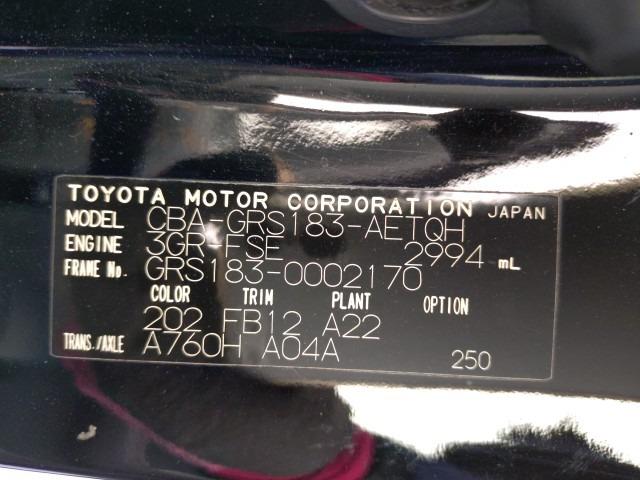 TOYOTA MOTOR CORPORATION JAPAN
MODEL CBA-GRS183-AETQH
ENGINE 3GR-FSE 2994 mL
FRAME No. GRS183-0002170
COLOR TRIM PLANT OPTION
202 FB12 A22
TRANS./AXLE A760H A04A 250